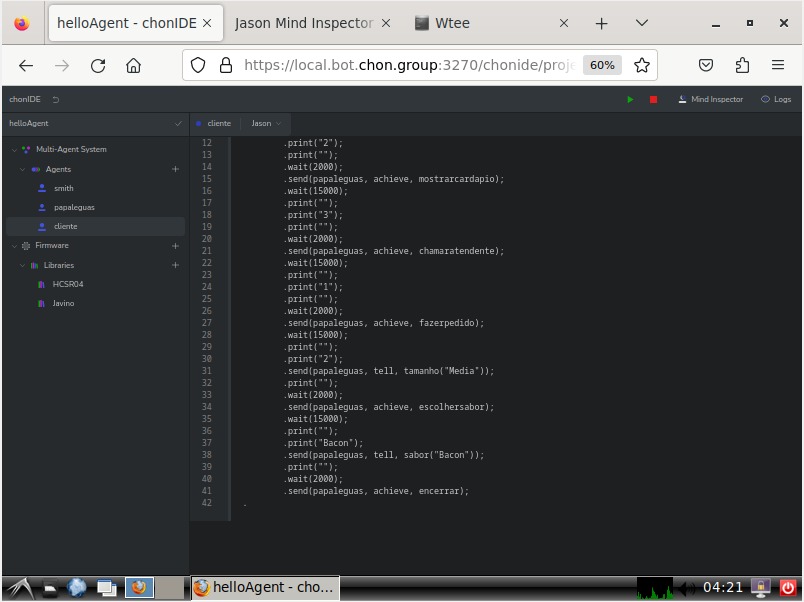 helloAgent - chonIDE
Jason Mind Inspector
Wtee
https://local.bot.chon.group:3270/chonide/proje
60%
chonIDE
Mind Inspector
Logs
helloAgent
cliente
Jason
Multi-Agent System
Agents
smith
papaleguas
cliente
Firmware
Libraries
HCSR04
Javino
12 .print("2");
13 .print("");
14 .wait(2000);
15 .send(papaleguas, achieve, mostrarcardapio);
16 .wait(15000);
17 .print("");
18 .print("3");
19 .print("");
20 .wait(2000);
21 .send(papaleguas, achieve, chamaratendente);
22 .wait(15000);
23 .print("");
24 .print("1");
25 .print("");
26 .wait(2000);
27 .send(papaleguas, achieve, fazerpedido);
28 .wait(15000);
29 .print("");
30 .print("2");
31 .send(papaleguas, tell, tamanho("Media"));
32 .print("");
33 .wait(2000);
34 .send(papaleguas, achieve, escolhersabor);
35 .wait(15000);
36 .print("");
37 .print("Bacon");
38 .send(papaleguas, tell, sabor("Bacon"));
39 .print("");
40 .wait(2000);
41 .send(papaleguas, achieve, encerrar);
42 .
helloAgent - cho...
04:21